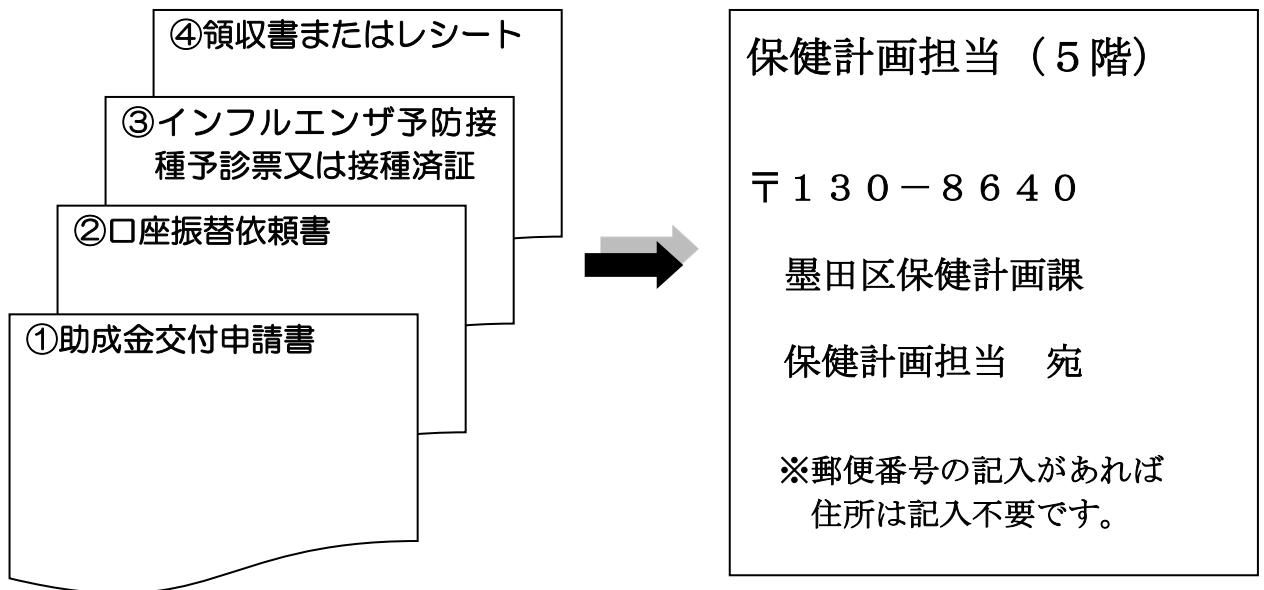 ④領収書またはレシート
③インフルエンザ予防接
種予診票又は接種済証
②口座振替依頼書
①助成金交付申請書
保健計画担当（５階）
〒１３０－８６４０
墨田区保健計画課
保健計画担当　宛
※郵便番号の記入があれば
住所は記入不要です。